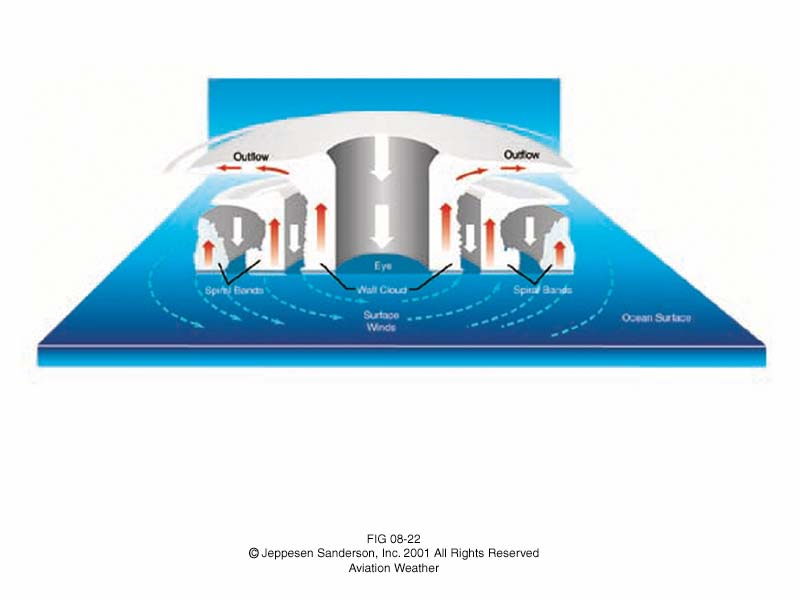 Outflow
Outflow
Eye
Spiral Bands
Wall Cloud
Spiral Bands
Surface
Winds
Ocean Surface
FIG 08-22
© Jeppesen Sanderson, Inc. 2001 All Rights Reserved
Aviation Weather